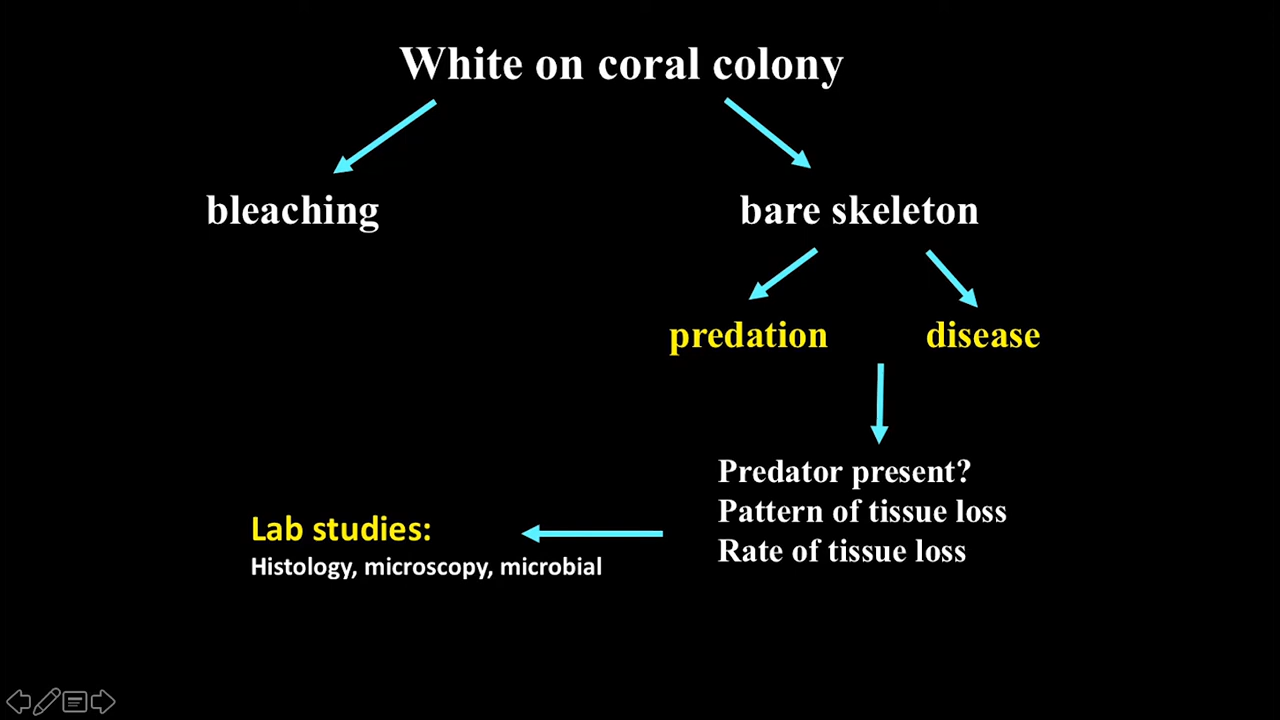 White on coral colony
bleaching
bare skeleton
predation
disease
Predator present?
Pattern of tissue loss
Rate of tissue loss
Lab studies:
Histology, microscopy, microbial